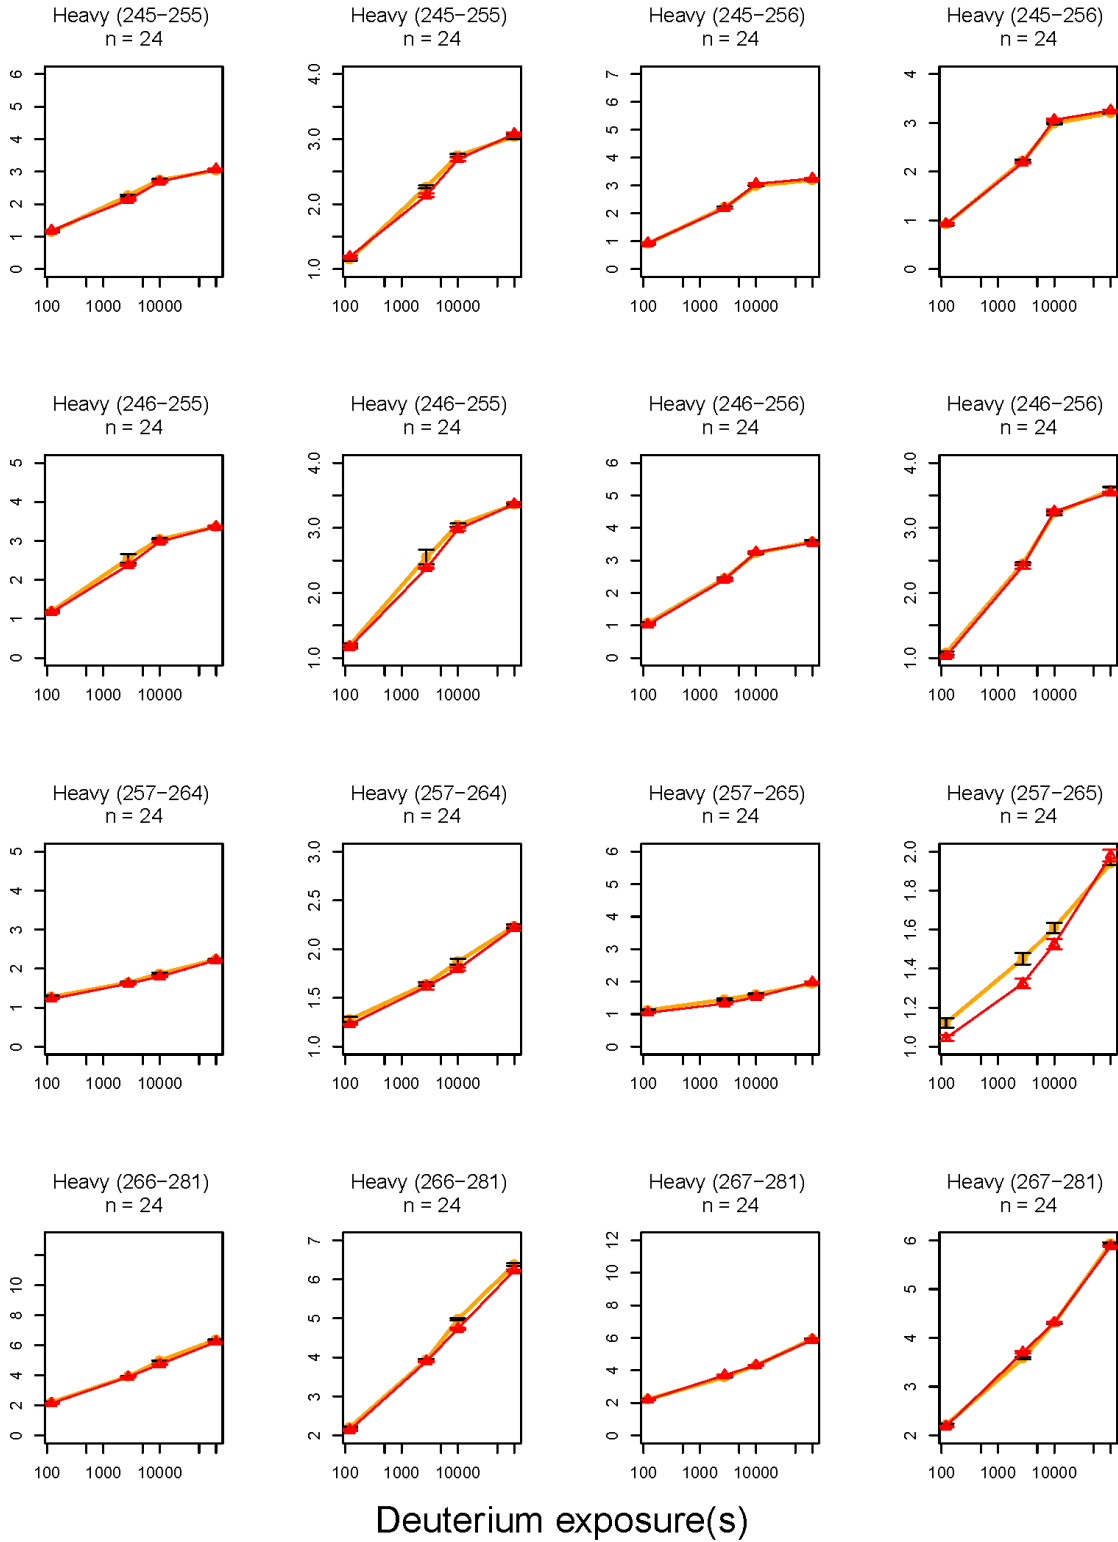 Heavy (245−255) Heavy (245−255) Heavy (245−256) Heavy (245−256)
n = 24 n = 24 n = 24 n = 24
0 1 2 3 4 5 6 1.0 2.0 3.0 4.0 0 1 2 3 4 5 6 7 0 1 2 3 4
100 1000 10000 100 1000 10000 100 1000 10000 100 1000 10000
Heavy (246−255) Heavy (246−255) Heavy (246−256) Heavy (246−256)
n = 24 n = 24 n = 24 n = 24
0 1 2 3 4 5 1.0 2.0 3.0 4.0 0 1 2 3 4 5 6 1.0 2.0 3.0 4.0
100 1000 10000 100 1000 10000 100 1000 10000 100 1000 10000
Heavy (257−264) Heavy (257−264) Heavy (257−265) Heavy (257−265)
n = 24 n = 24 n = 24 n = 24
0 1 2 3 4 5 1.0 1.5 2.0 2.5 3.0 0 1 2 3 4 5 6 1.0 1.2 1.4 1.6 1.8 2.0
100 1000 10000 100 1000 10000 100 1000 10000 100 1000 10000
Heavy (266−281) Heavy (266−281) Heavy (267−281) Heavy (267−281)
n = 24 n = 24 n = 24 n = 24
0 2 4 6 8 10 2 3 4 5 6 7 0 2 4 6 8 10 12 2 3 4 5 6
100 1000 10000 100 1000 10000 100 1000 10000 100 1000 10000
Deuterium exposure(s)